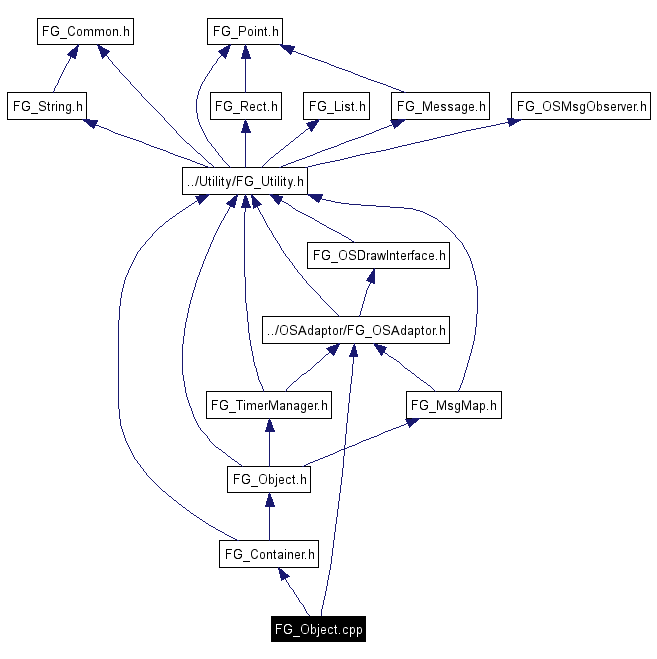 FG_Common.h
FG_Point.h
FG_String.h
FG_Rect.h
FG_List.h
FG_Message.h
FG_OSMsgObserver.h
../Utility/FG_Utility.h
FG_OSDrawInterface.h
../OSAdaptor/FG_OSAdaptor.h
FG_TimerManager.h
FG_MsgMap.h
FG_Object.h
FG_Container.h
FG_Object.cpp